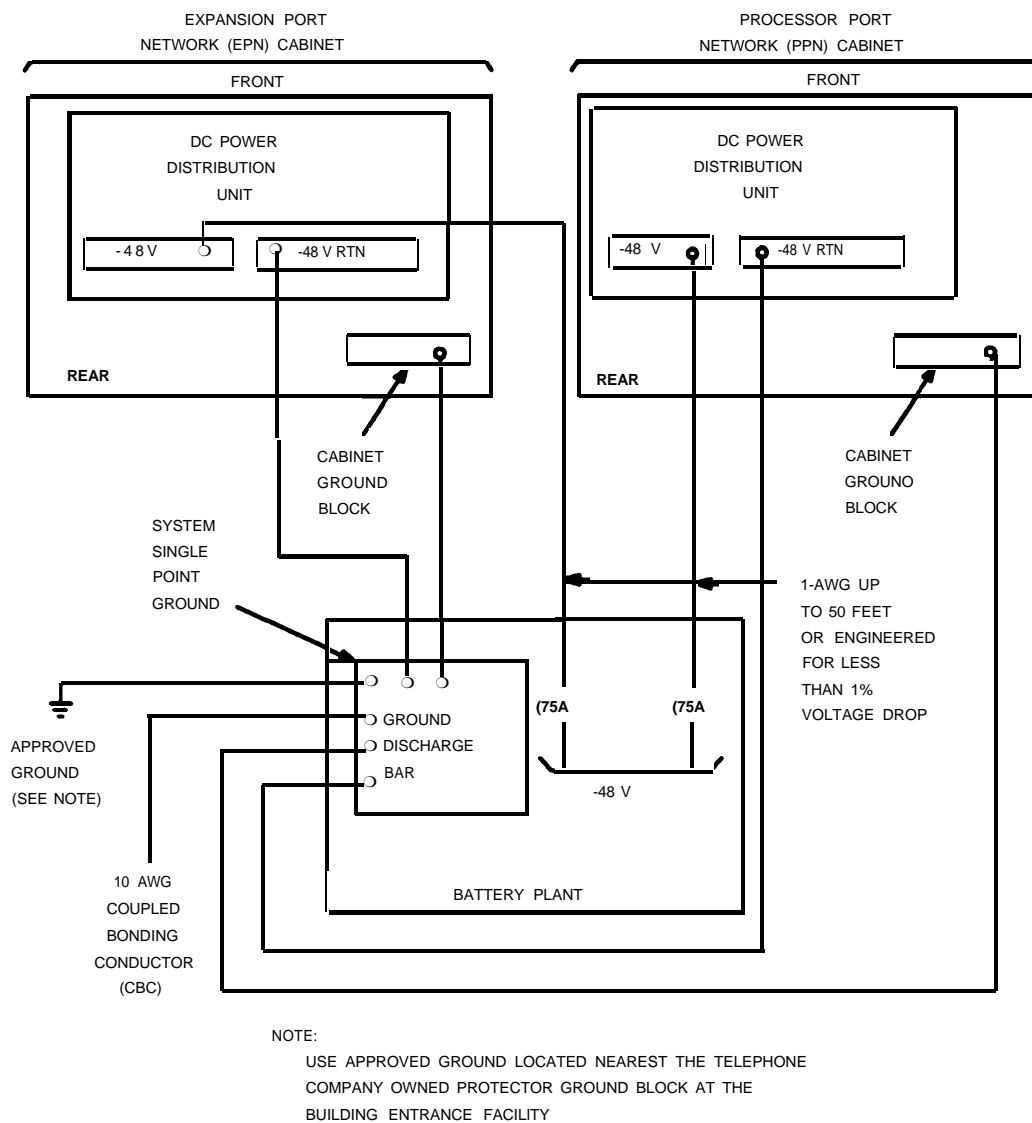 EXPANSION PORT
NETWORK (EPN) CABINET
FRONT
DC POWER
DISTRIBUTION
UNIT
-48V
-48 V RTN
REAR
CABINET
GROUND
BLOCK
PROCESSOR PORT
NETWORK (PPN) CABINET
FRONT
DC POWER
DISTRIBUTION
UNIT
-48 V
-48 V RTN
REAR
CABINET
GROUNO
BLOCK
SYSTEM
SINGLE
POINT
GROUND
1-AWG UP
TO 50 FEET
OR ENGINEERED
FOR LESS
THAN 1%
VOLTAGE DROP
(75A
(75A
GROUND
DISCHARGE
BAR
-48 V
APPROVED
GROUND
(SEE NOTE)
BATTERY PLANT
10 AWG
COUPLED
BONDING
CONDUCTOR
(CBC)
NOTE:
USE APPROVED GROUND LOCATED NEAREST THE TELEPHONE
COMPANY OWNED PROTECTOR GROUND BLOCK AT THE
BUILDING ENTRANCE FACILITY